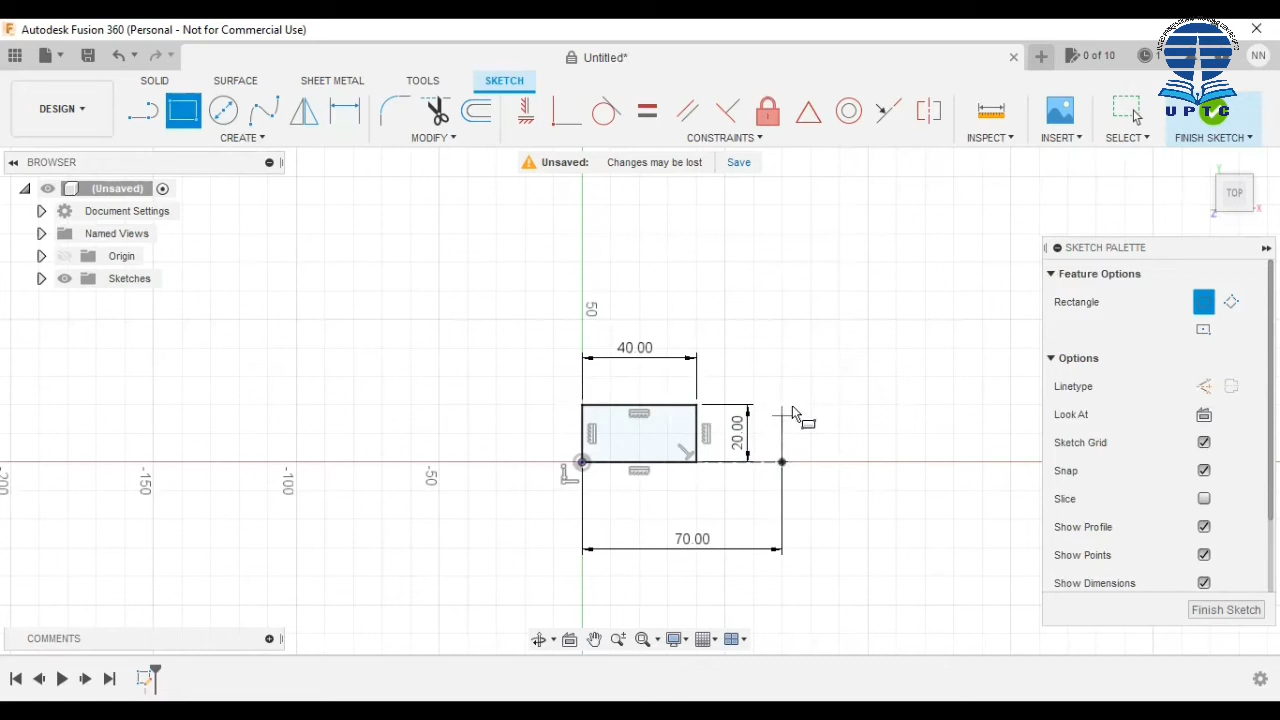 Autodesk Fusion 360 (Personal - Not for Commercial Use)
Untitled*
0 of 10
1
NN
UPTC
DESIGN
SOLID
SURFACE
SHEET METAL
TOOLS
SKETCH
CREATE
MODIFY
CONSTRAINTS
INSPECT
INSERT
SELECT
FINISH SKETCH
BROWSER
Unsaved:
Changes may be lost
Save
(Unsaved)
Document Settings
Named Views
Origin
Sketches
TOP
Y
X
Z
SKETCH PALETTE
Feature Options
Rectangle
Options
Linetype
Look At
Sketch Grid
Snap
Slice
Show Profile
Show Points
Show Dimensions
Finish Sketch
50
40.00
20.00
-200
-150
-100
-50
70.00
COMMENTS